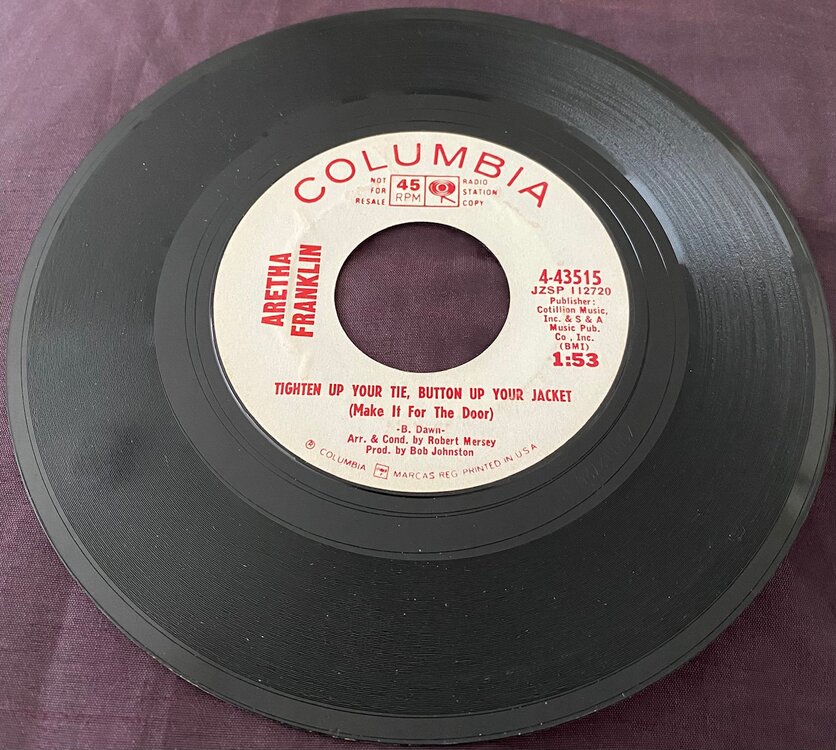 COLUMBIA
NOT FOR RESALE
45 RPM
RADIO STATION COPY
ARETHA
FRANKLIN
4-43515
JZSP 112720
Publisher:
Cotillion Music,
Inc. & S & A
Music Pub.
Co., Inc.
(BMI)
1:53
TIGHTEN UP YOUR TIE, BUTTON UP YOUR JACKET
(Make It For The Door)
-B. Dawn-
Arr. & Cond. by Robert Mersey
Prod. by Bob Johnston
℗ COLUMBIA MARCAS REG. PRINTED IN U.S.A.